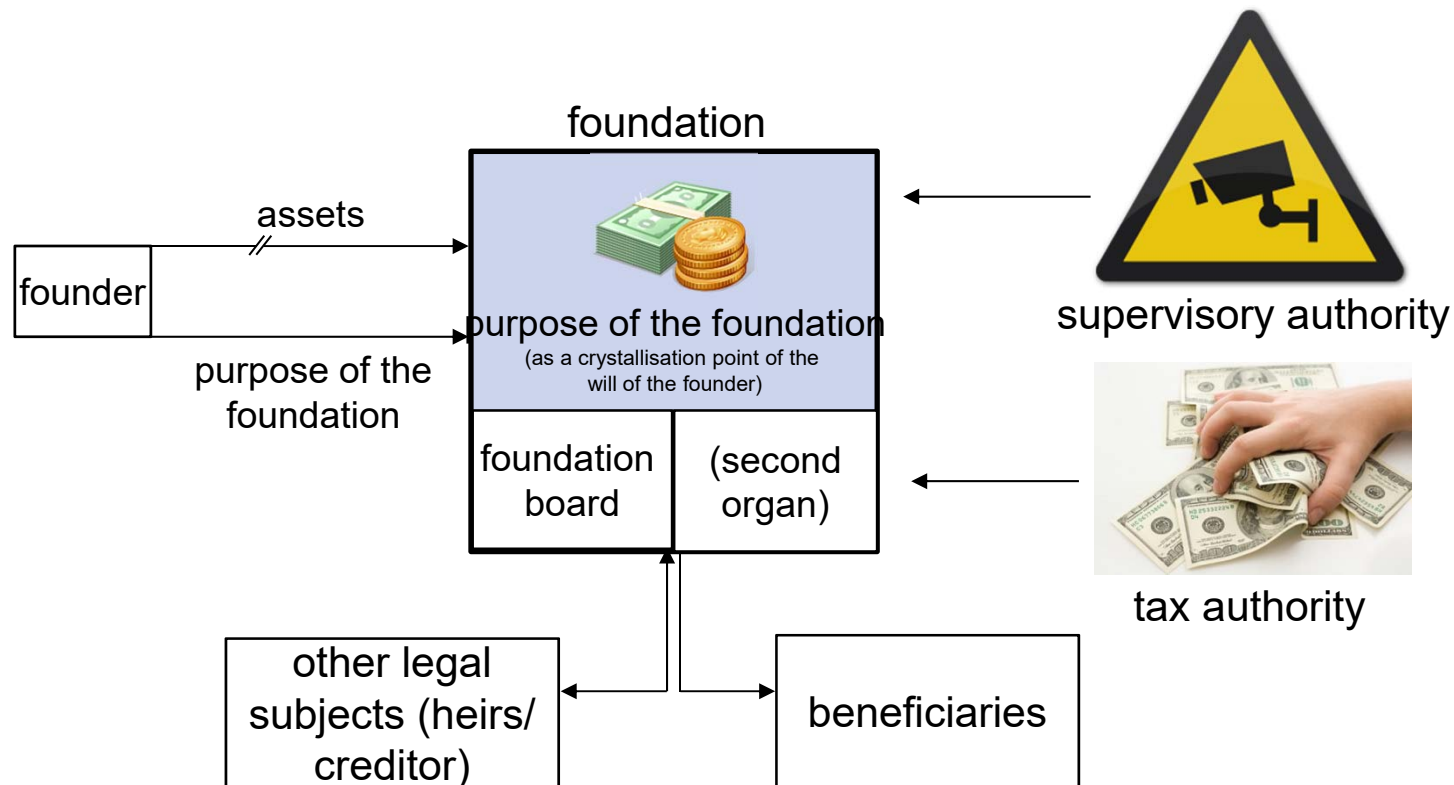 foundation
assets
founder
purpose of the
foundation
purpose of the foundation
(as a crystallisation point of the
will of the founder)
foundation
board
(second
organ)
supervisory authority
tax authority
other legal
subjects (heirs/
creditor)
beneficiaries